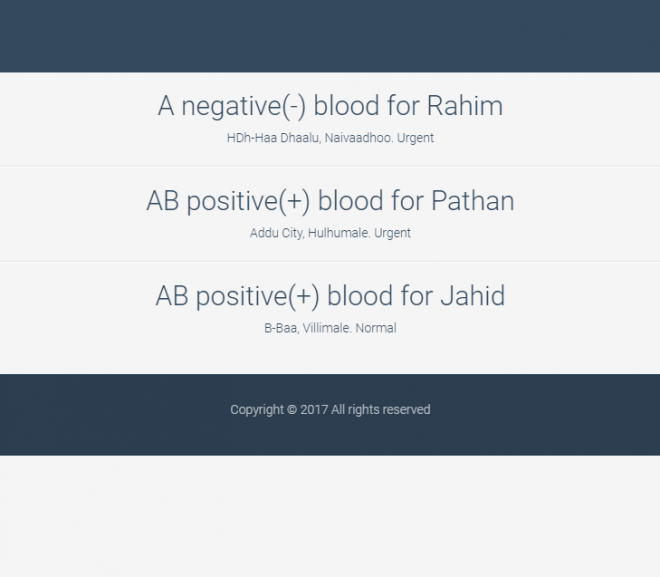 A negative(-) blood for Rahim
HDh-Haa Dhaalu, Naivaadhoo. Urgent
AB positive(+) blood for Pathan
Addu City, Hulhumale. Urgent
AB positive(+) blood for Jahid
B-Baa, Villimale. Normal
Copyright © 2017 All rights reserved